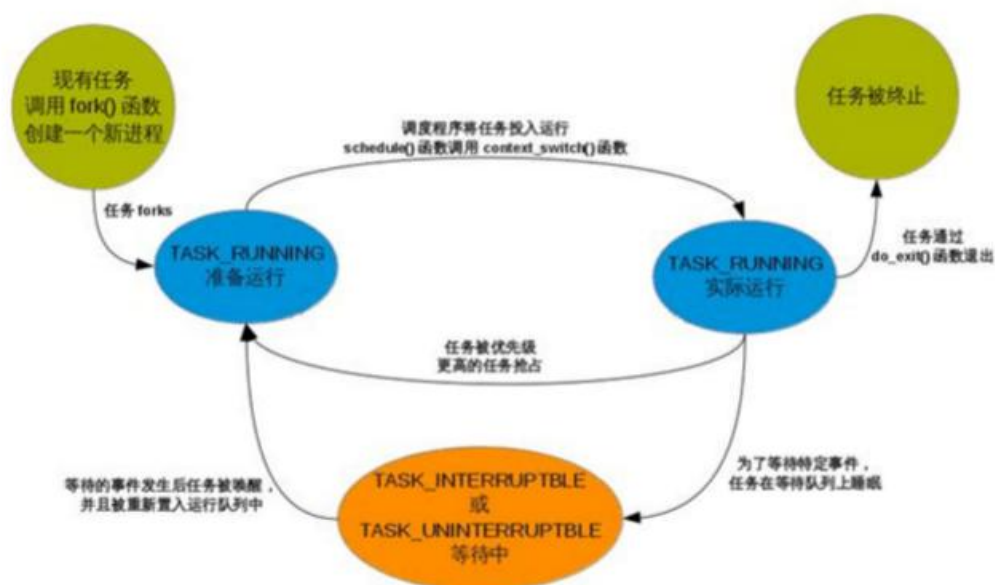 现有任务
调用 fork() 函数
创建一个新进程
任务被终止
调度程序将任务投入运行
schedule() 函数调用 context_switch() 函数
任务 forks
TASK_RUNNING
准备运行
TASK_RUNNING
实际运行
任务通过
do_exit() 函数退出
任务被优先级
更高的任务抢占
等待的事件发生后任务被唤醒，
并且被重新置入运行队列中
TASK_INTERRUPTBLE
或
TASK_UNINTERRUPTBLE
等待中
为了等待特定事件，
任务在等待队列上睡眠